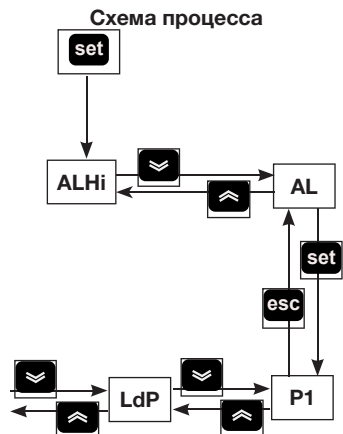 Схема процесса
set
ALHi
AL
set
esc
LdP
P1